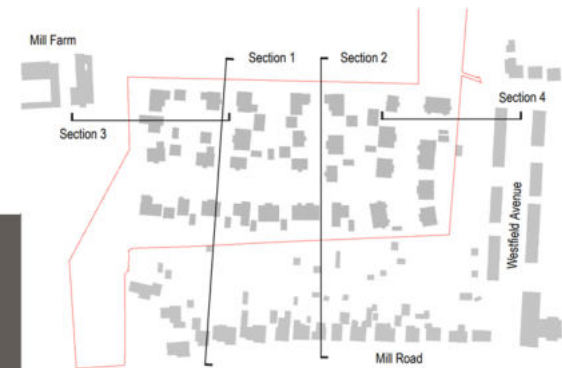 Mill Farm
Section 1
Section 2
Section 4
Section 3
Westfield Avenue
Mill Road